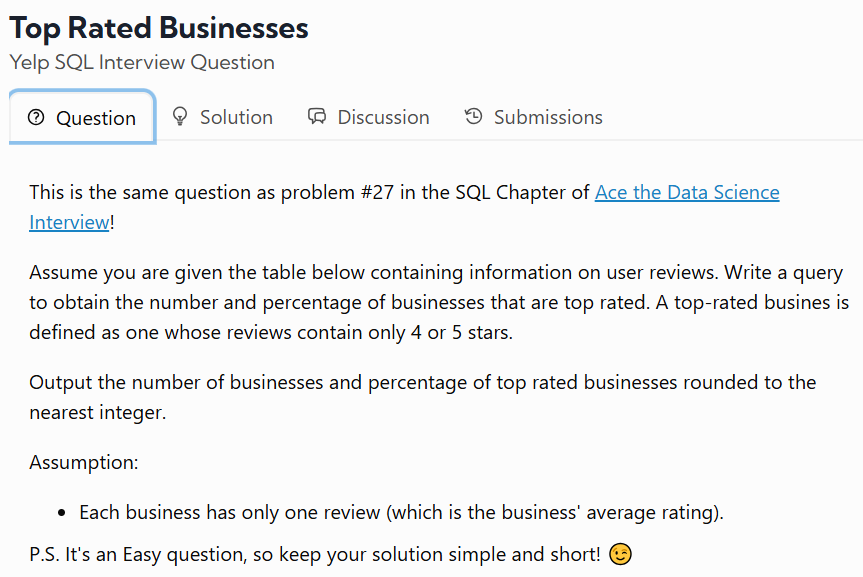 Top Rated Businesses
Yelp SQL Interview Question
Question Solution Discussion Submissions
This is the same question as problem #27 in the SQL Chapter of Ace the Data Science
Interview!
Assume you are given the table below containing information on user reviews. Write a query
to obtain the number and percentage of businesses that are top rated. A top-rated busines is
defined as one whose reviews contain only 4 or 5 stars.
Output the number of businesses and percentage of top rated businesses rounded to the
nearest integer.
Assumption:
• Each business has only one review (which is the business' average rating).
P.S. It's an Easy question, so keep your solution simple and short! 😉